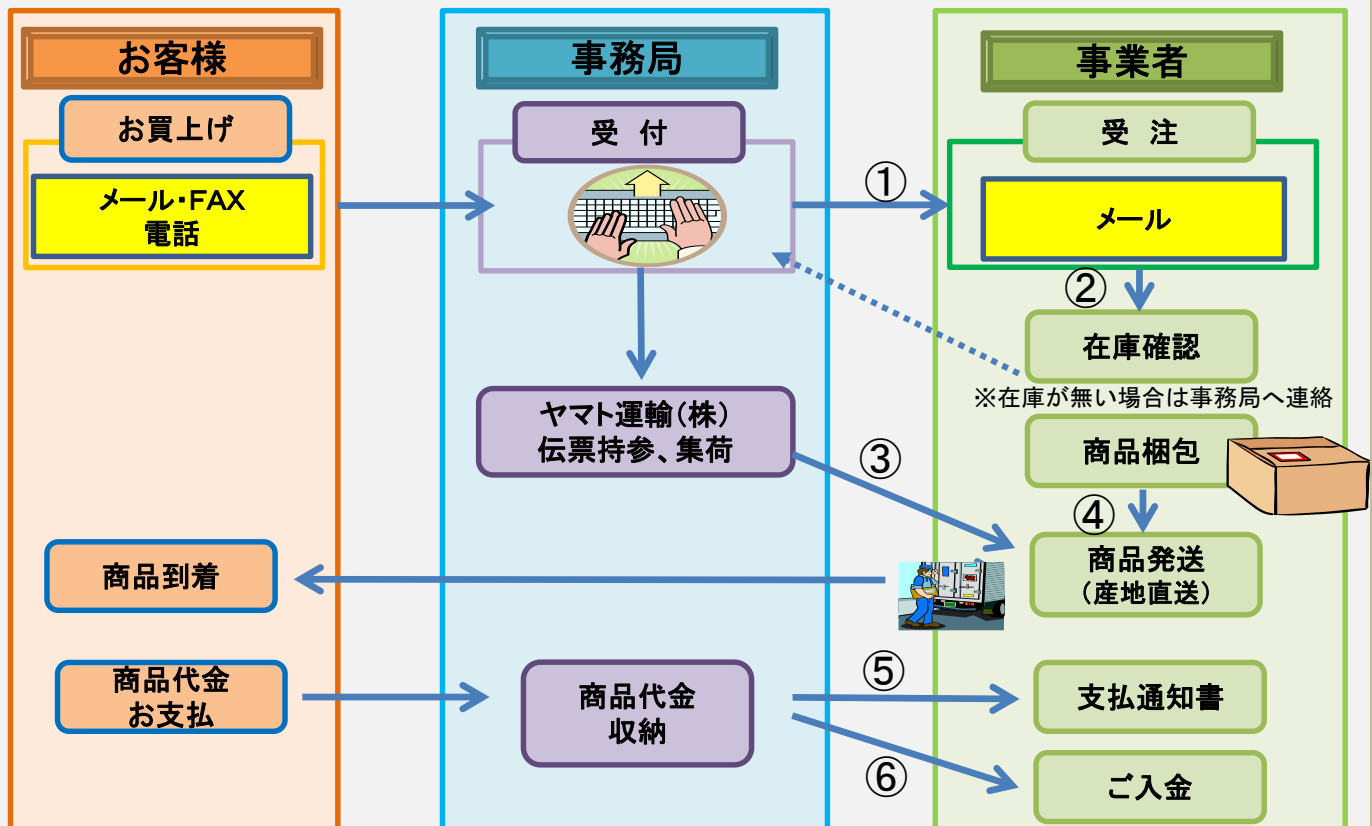 お客様
事務局
事業者
お買上げ
受 付
受 注
メール・FAX
電話
①
メール
②
在庫確認
※在庫が無い場合は事務局へ連絡
ヤマト運輸(株)
伝票持参、集荷
③
商品梱包
④
商品到着
商品発送
(産地直送)
商品代金
お支払
商品代金
収納
⑤
支払通知書
⑥
ご入金